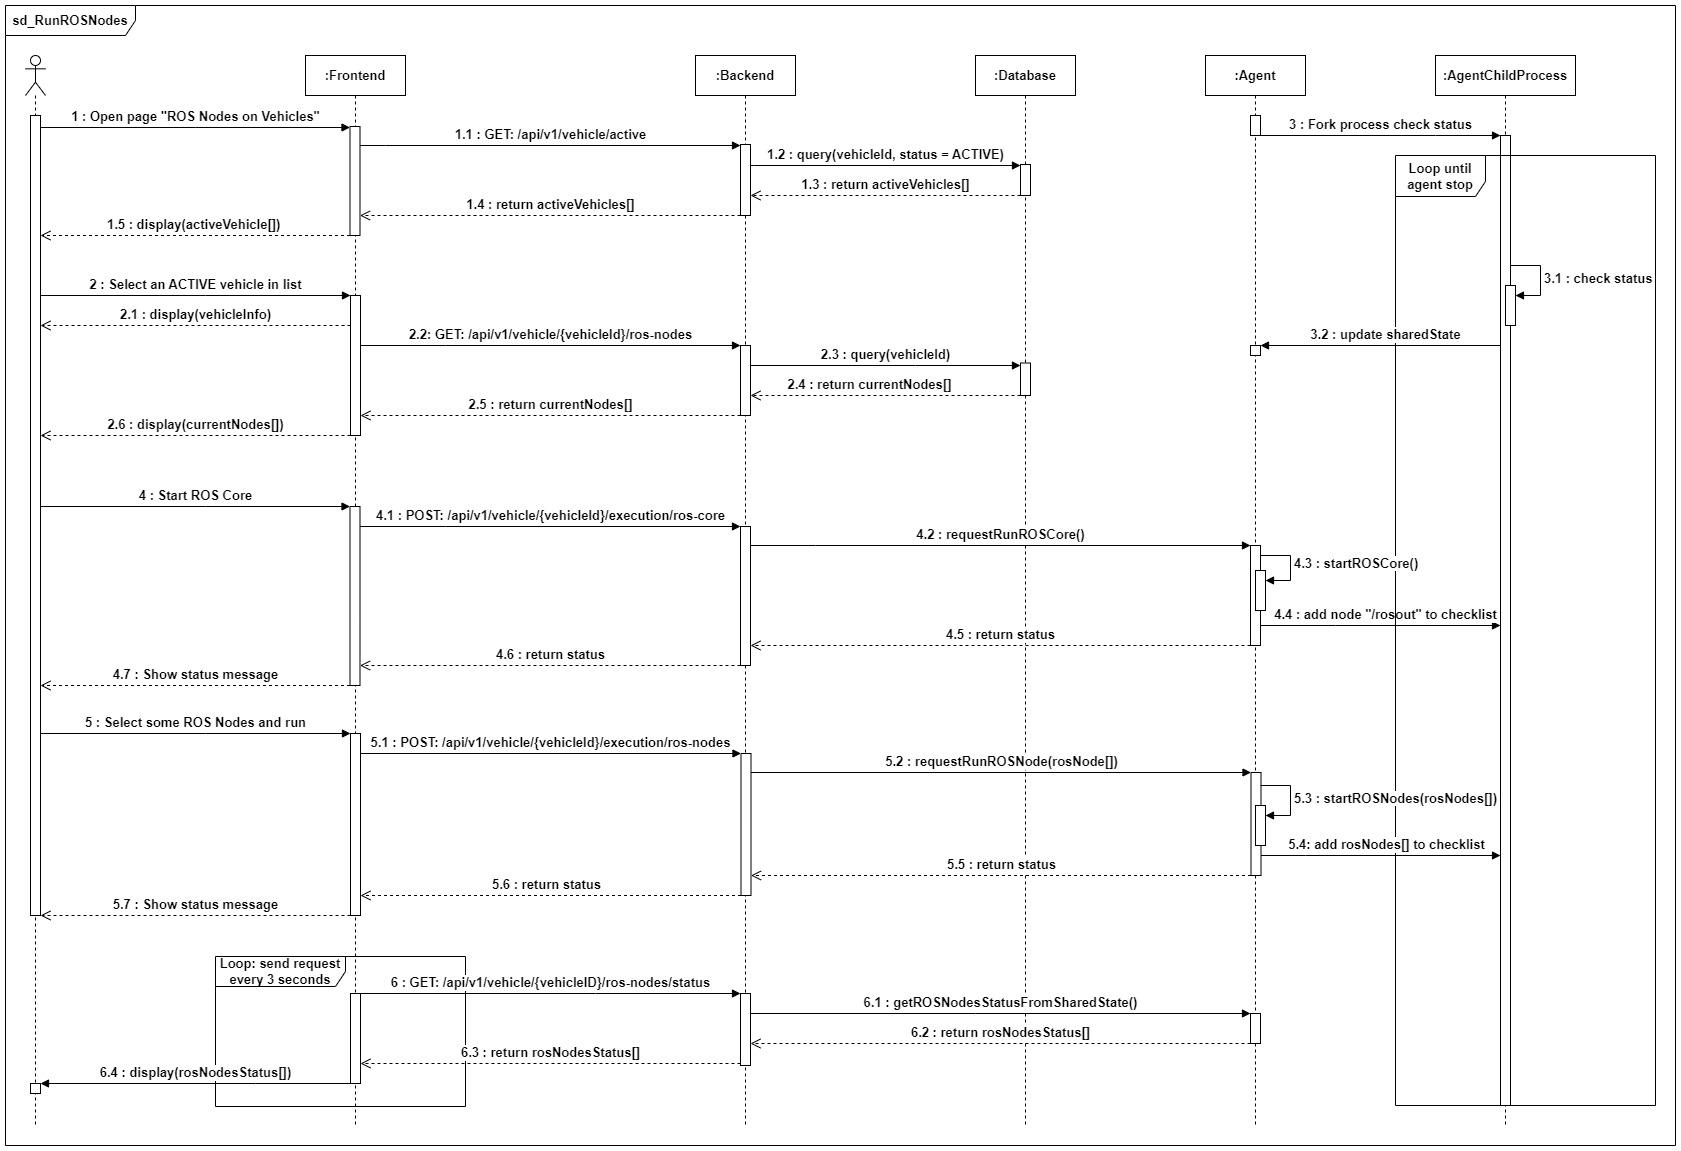 sd_RunROSNodes
:Frontend
:Backend
:Database
:Agent
:AgentChildProcess
1 : Open page "ROS Nodes on Vehicles"
3 : Fork process check status
1.1 : GET: /api/v1/vehicle/active
1.2 : query(vehicleId, status = ACTIVE)
Loop until
agent stop
1.3 : return activeVehicles[]
1.4 : return activeVehicles[]
1.5 : display(activeVehicle[])
3.1 : check status
2 : Select an ACTIVE vehicle in list
2.1 : display(vehicleInfo)
2.2: GET: /api/v1/vehicle/{vehicleId}/ros-nodes
3.2 : update sharedState
2.3 : query(vehicleId)
2.4 : return currentNodes[]
2.5 : return currentNodes[]
2.6 : display(currentNodes[])
4 : Start ROS Core
4.1 : POST: /api/v1/vehicle/{vehicleId}/execution/ros-core
4.2 : requestRunROSCore()
4.3 : startROSCore()
4.4 : add node "/rosout" to checklist
4.5 : return status
4.6 : return status
4.7 : Show status message
5 : Select some ROS Nodes and run
5.1 : POST: /api/v1/vehicle/{vehicleId}/execution/ros-nodes
5.2 : requestRunROSNode(rosNode[])
5.3 : startROSNodes(rosNodes[])
5.4: add rosNodes[] to checklist
5.5 : return status
5.6 : return status
5.7 : Show status message
Loop: send request
every 3 seconds
6 : GET: /api/v1/vehicle/{vehicleID}/ros-nodes/status
6.1 : getROSNodesStatusFromSharedState()
6.2 : return rosNodesStatus[]
6.3 : return rosNodesStatus[]
6.4 : display(rosNodesStatus[])